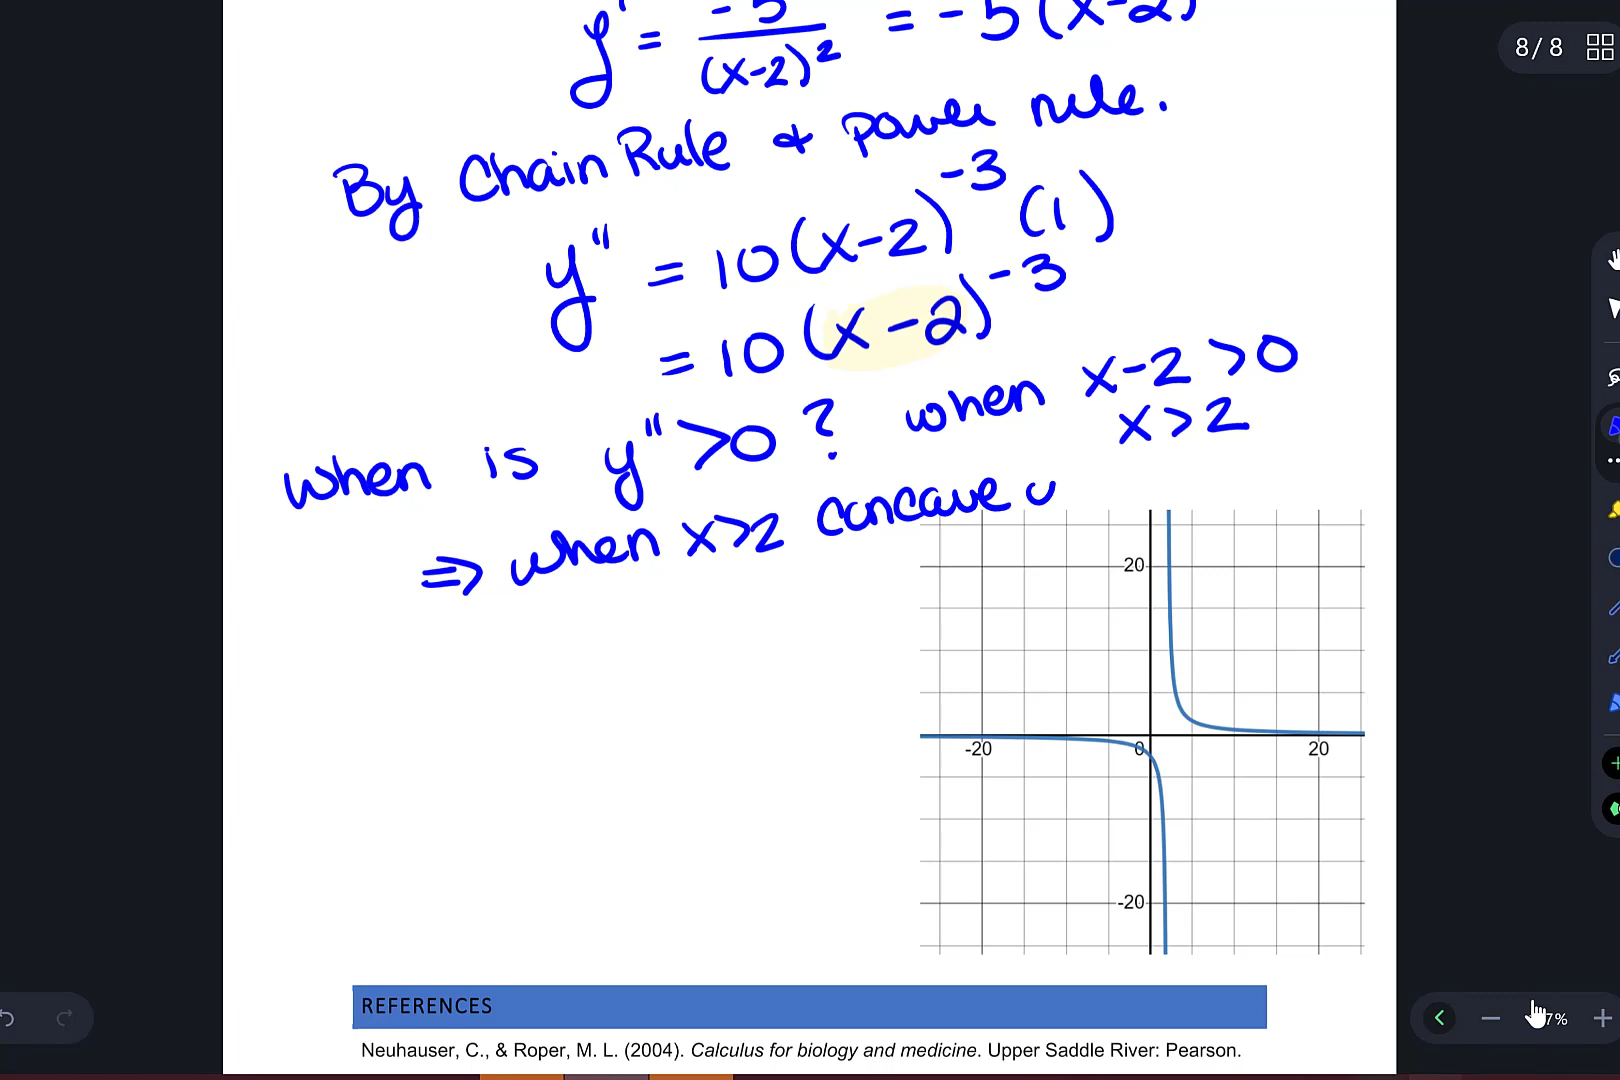 y' = -5/(x-2)² = -5(x-2)
8/8
By Chain Rule & power rule.
y" = 10(x-2)⁻³(1)
= 10(x-2)⁻³
when is y">0? when x-2>0
x>2
⇒ when x>2 concave u
20
-20 0 20
-20
REFERENCES
7%
Neuhauser, C., & Roper, M. L. (2004). Calculus for biology and medicine. Upper Saddle River: Pearson.